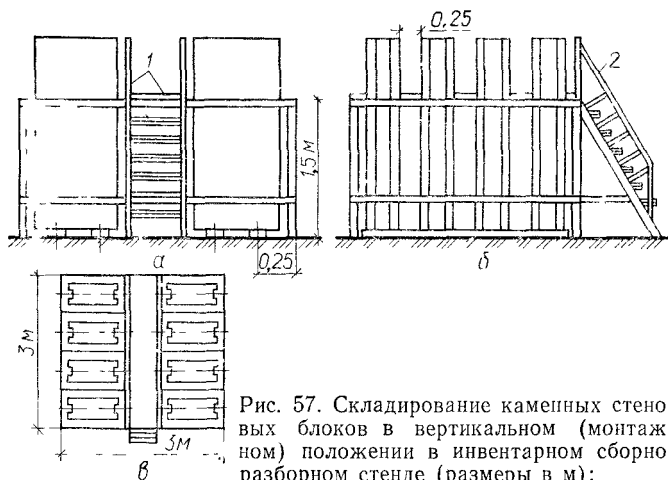 0,25
1
2
1,5 м
а
0,25
б
3 м
3 м
в
Рис. 57. Складирование каменных стено
вых блоков в вертикальном (монтаж
ном) положении в инвентарном сборно
разборном стенде (размеры в м):